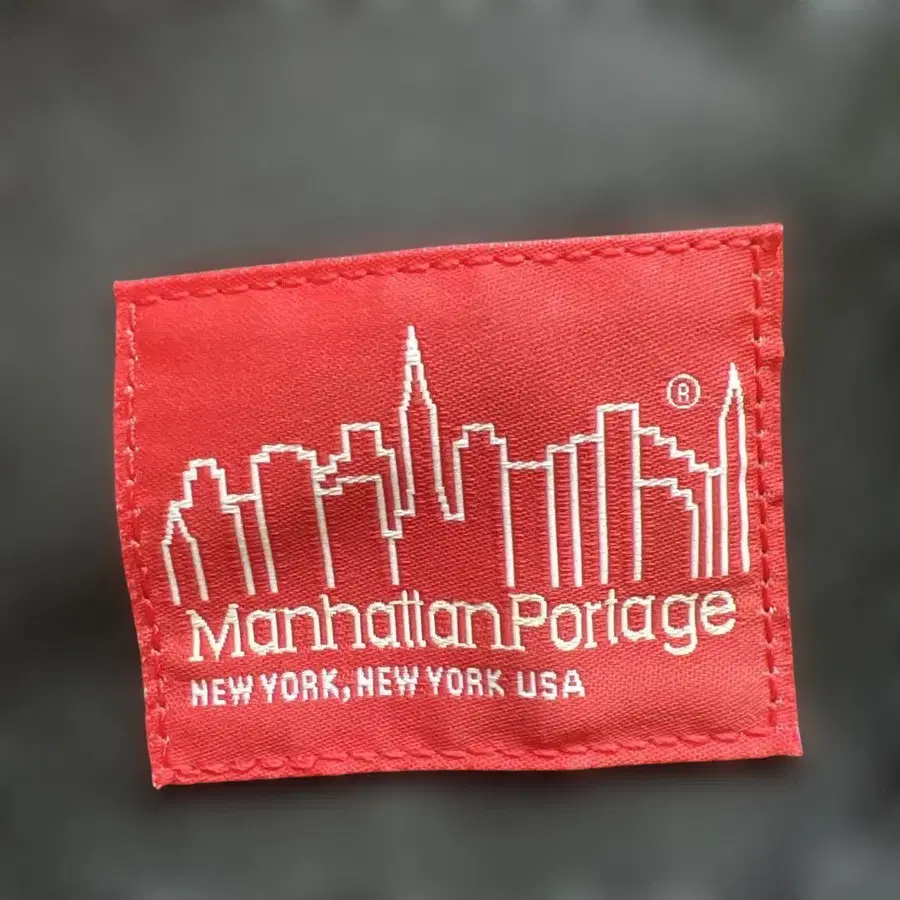 ®
ManhattanPortage
NEW YORK, NEW YORK USA